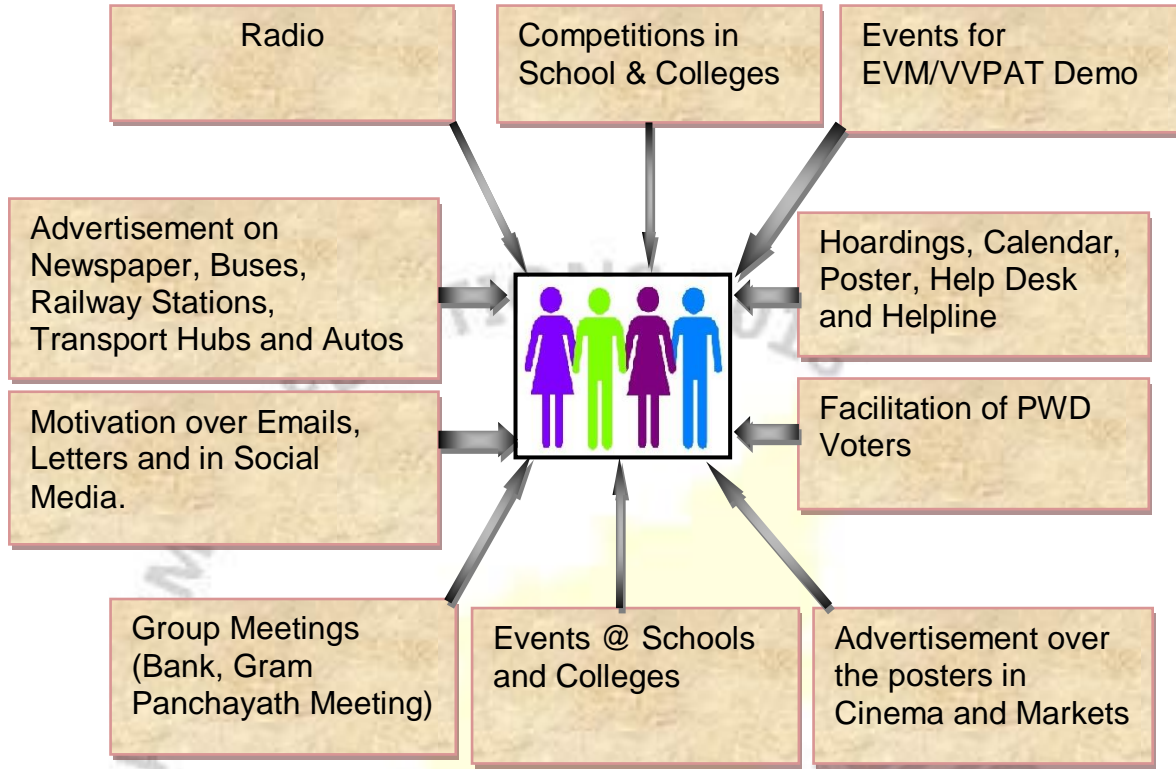 Radio
Competitions in
School & Colleges
Events for
EVM/VVPAT Demo
Advertisement on
Newspaper, Buses,
Railway Stations,
Transport Hubs and Autos
Hoardings, Calendar,
Poster, Help Desk
and Helpline
Motivation over Emails,
Letters and in Social
Media.
Facilitation of PWD
Voters
Group Meetings
(Bank, Gram
Panchayath Meeting)
Events @ Schools
and Colleges
Advertisement over
the posters in
Cinema and Markets